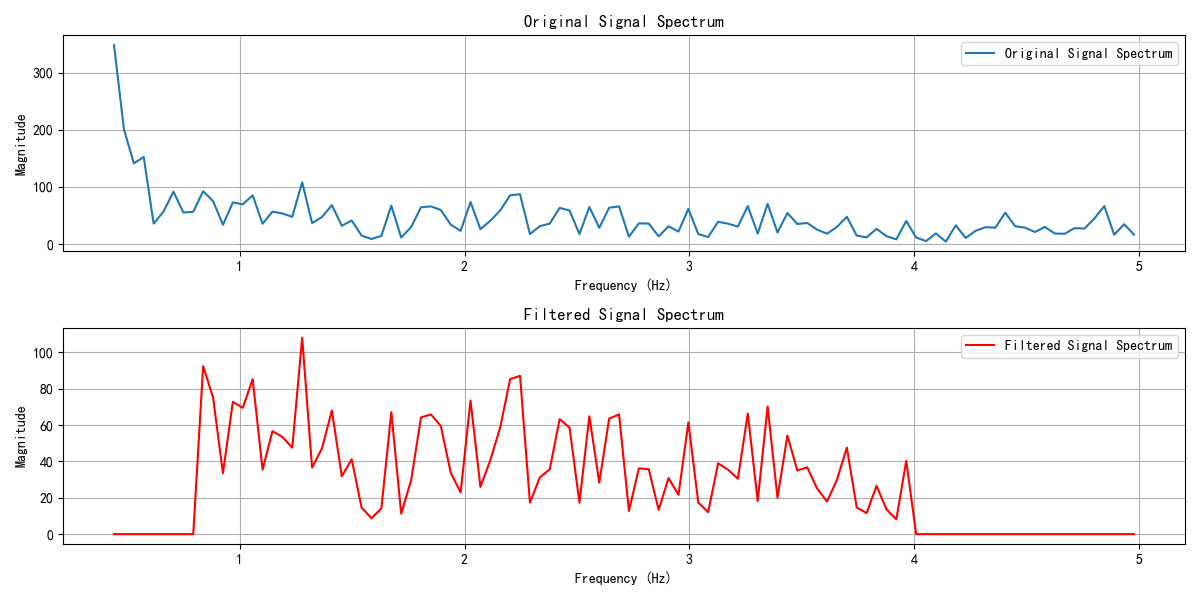 Original Signal Spectrum
Original Signal Spectrum
300
200
100
0
Magnitude
1 2 3 4 5
Frequency (Hz)
Filtered Signal Spectrum
Filtered Signal Spectrum
100
80
60
40
20
0
Magnitude
1 2 3 4 5
Frequency (Hz)